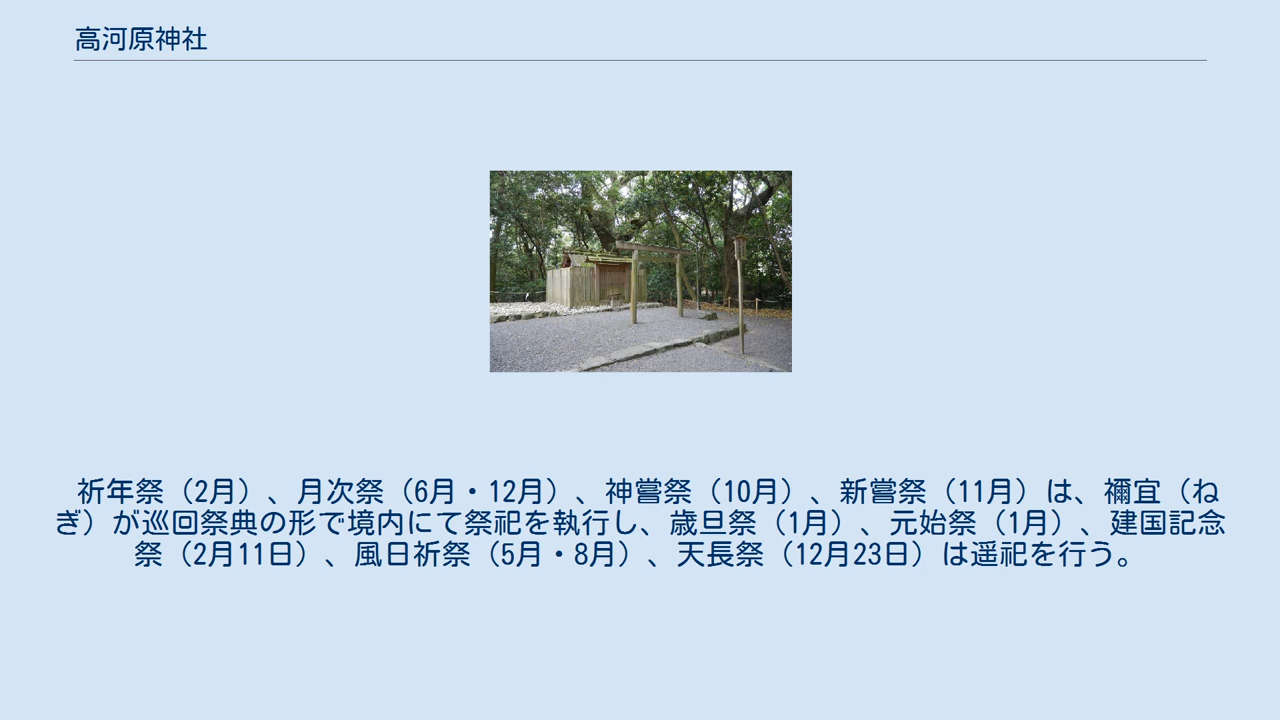 高河原神社
祈年祭（2月）、月次祭（6月・12月）、神嘗祭（10月）、新嘗祭（11月）は、禰宜（ね
ぎ）が巡回祭典の形で境内にて祭祀を執行し、歳旦祭（1月）、元始祭（1月）、建国記念
祭（2月11日）、風日祈祭（5月・8月）、天長祭（12月23日）は遥祀を行う。